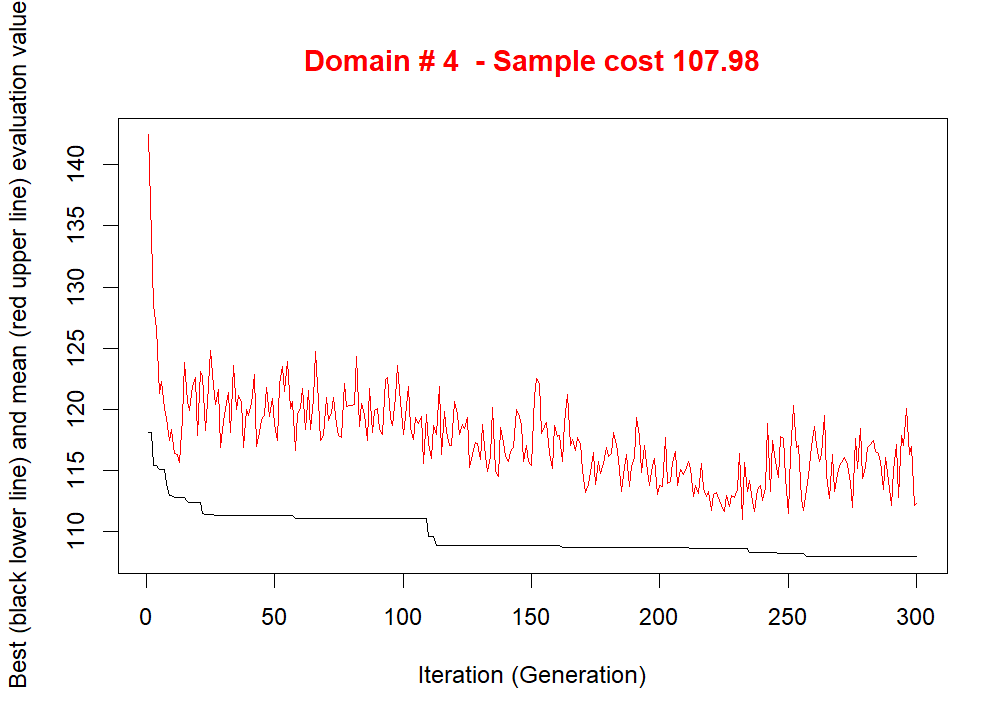 Domain # 4  - Sample cost 107.98
Best (black lower line) and mean (red upper line) evaluation value
140
135
130
125
120
115
110
0 50 100 150 200 250 300
Iteration (Generation)